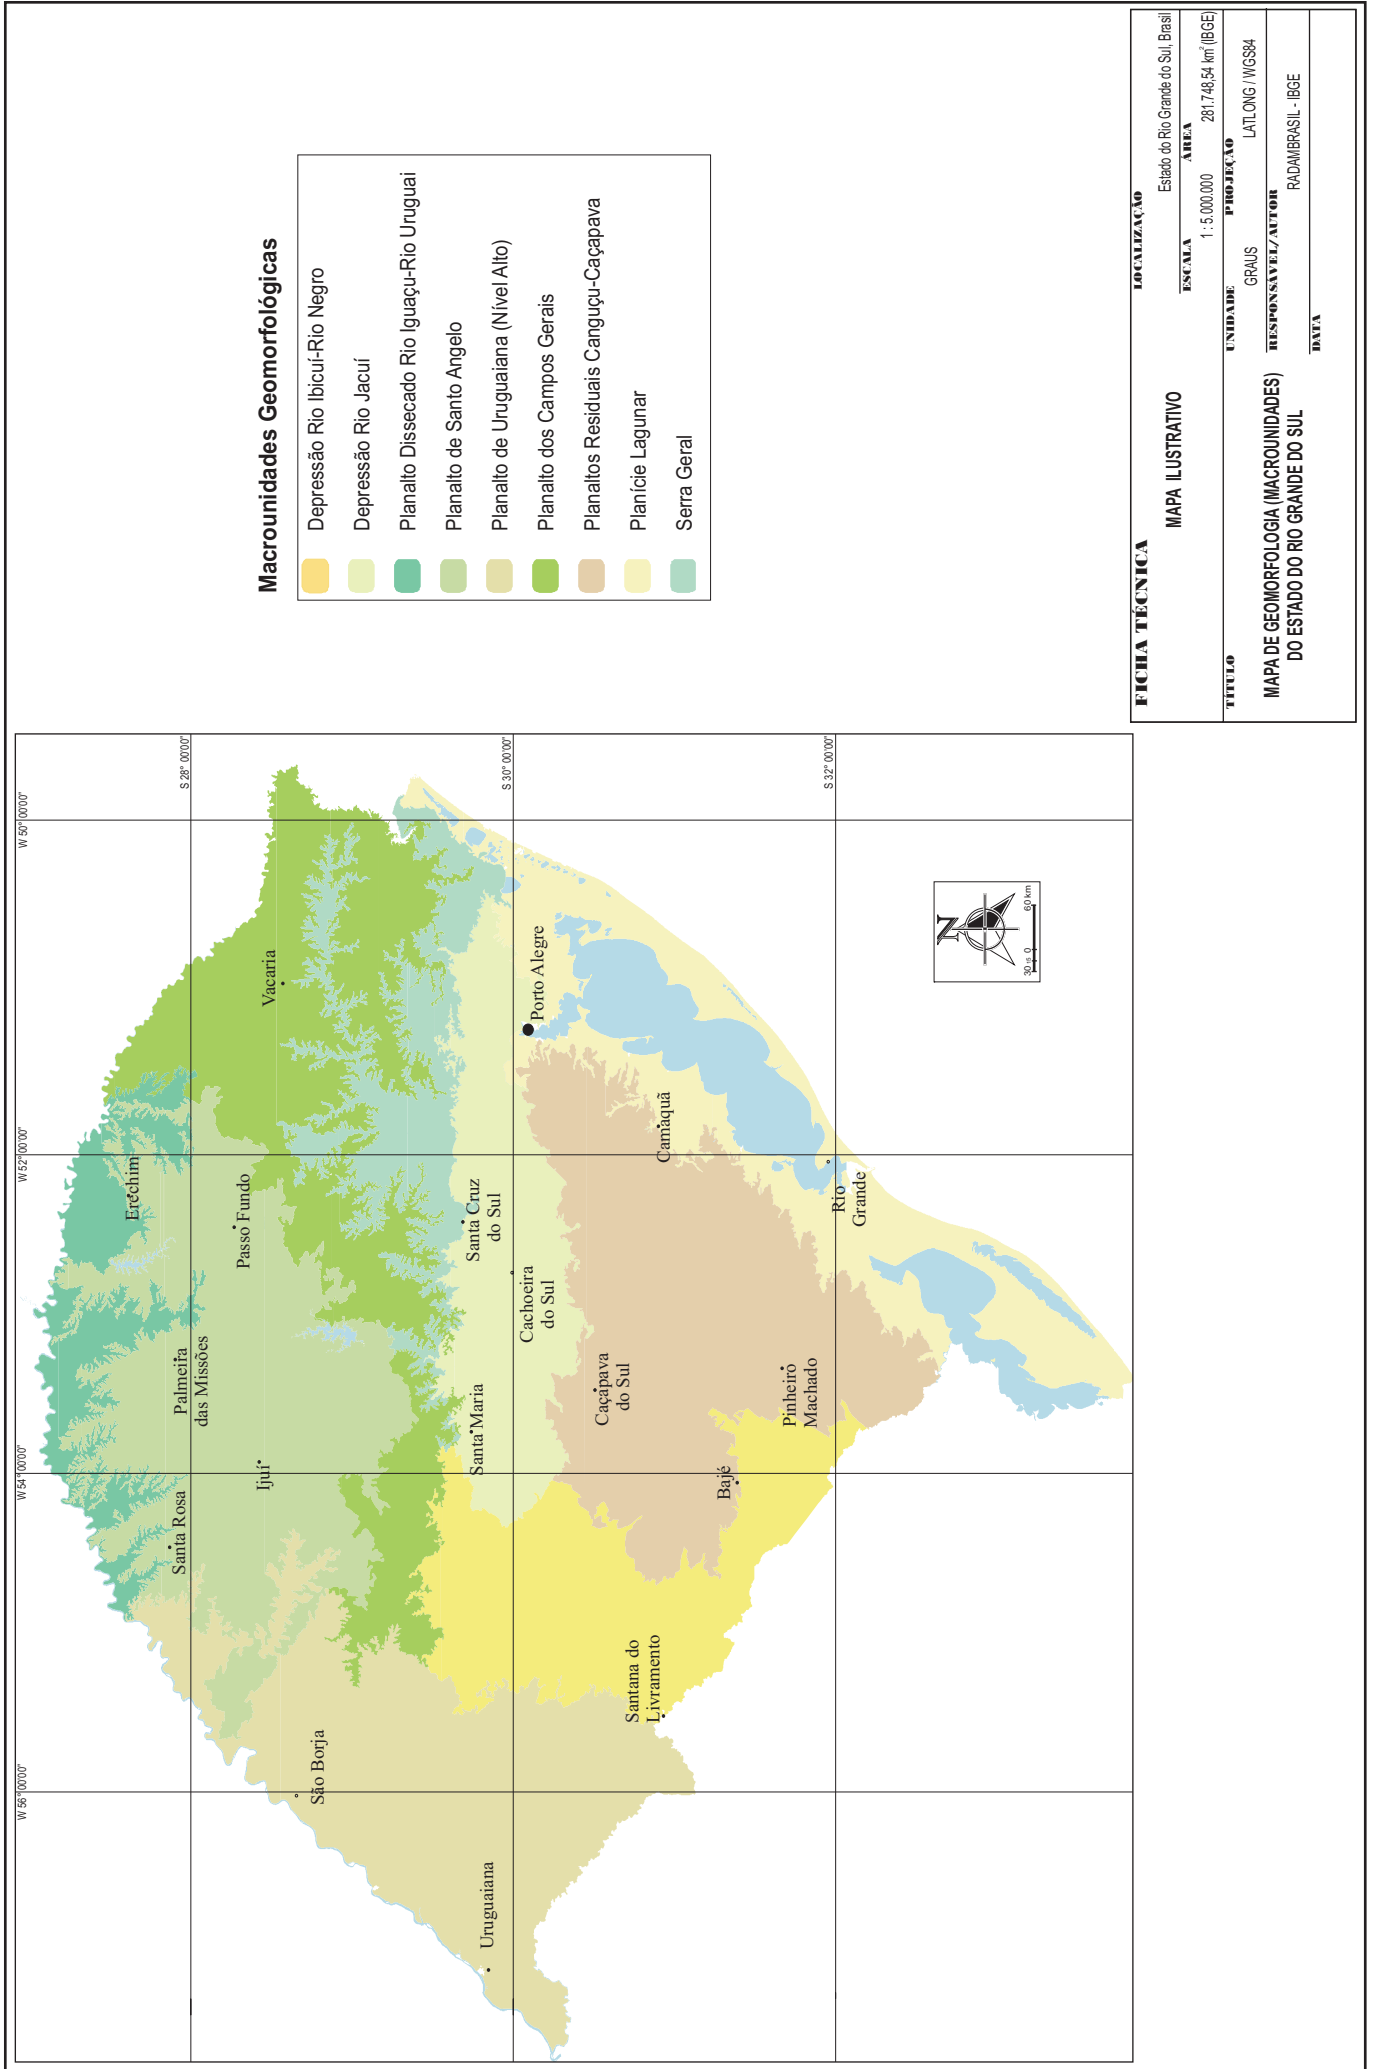 W 56° 00'00"
W 54° 00'00"
W 52° 00'00"
W 50° 00'00"
S 28° 00'00"
S 30° 00'00"
S 32° 00'00"
Erechim
Santa Rosa
Palmeira
das Missões
Passo Fundo
Vacaria
Ijuí
São Borja
Santa Maria
Santa Cruz
do Sul
Uruguaiana
Cachoeira
do Sul
Porto Alegre
Caçapava
do Sul
Santana do
Livramento
Camaquã
Bajé
Pinheiro
Machado
Rio
Grande
N
30 15 0 60 km
Macrounidades Geomorfológicas
Depressão Rio Ibicuí-Rio Negro
Depressão Rio Jacuí
Planalto Dissecado Rio Iguaçu-Rio Uruguai
Planalto de Santo Angelo
Planalto de Uruguaiana (Nível Alto)
Planalto dos Campos Gerais
Planaltos Residuais Canguçu-Caçapava
Planície Lagunar
Serra Geral
FICHA TÉCNICA
MAPA ILUSTRATIVO
LOCALIZAÇÃO
Estado do Rio Grande do Sul, Brasil
ESCALA
1 : 5.000.000
ÁREA
281.748,54 km² (IBGE)
TÍTULO
MAPA DE GEOMORFOLOGIA (MACROUNIDADES)
DO ESTADO DO RIO GRANDE DO SUL
UNIDADE
GRAUS
PROJEÇÃO
LATLONG / WGS84
RESPONSÁVEL/AUTOR
RADAMBRASIL - IBGE
DATA